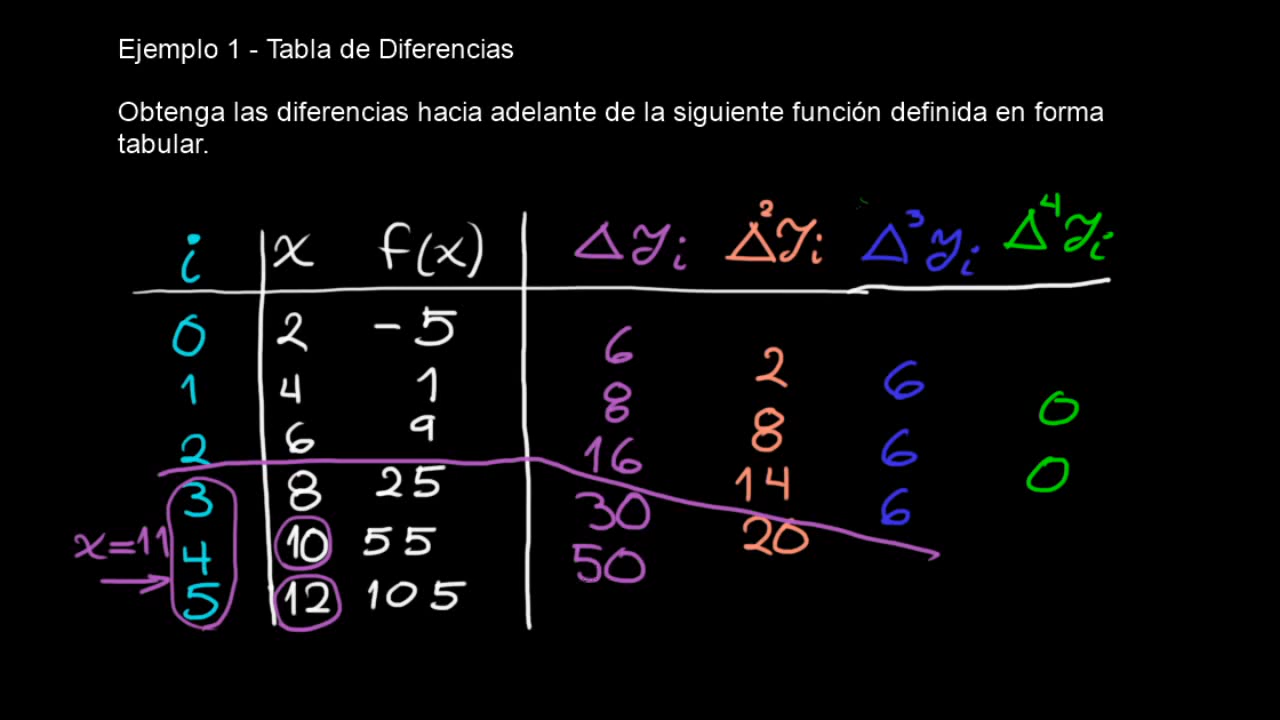 Ejemplo 1 - Tabla de Diferencias
Obtenga las diferencias hacia adelante de la siguiente función definida en forma
tabular.
i x f(x) Δyᵢ Δ²yᵢ Δ³yᵢ Δ⁴yᵢ
0 2 -5 6
2
1 4 1 8 6
0
2 6 9 16 8
6
3 8 25 30 14
0
x=11 4 10 55 50 20 6
5 12 105